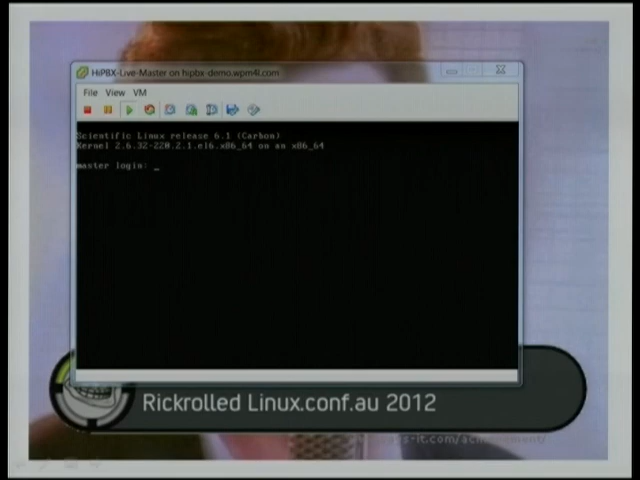 HiPBX-Live-Master on hipbx-demo.wpm4l.com
File View VM
Scientific Linux release 6.1 (Carbon)
Kernel 2.6.32-220.2.1.el6.x86_64 on an x86_64
master login: _
Rickrolled Linux.conf.au 2012